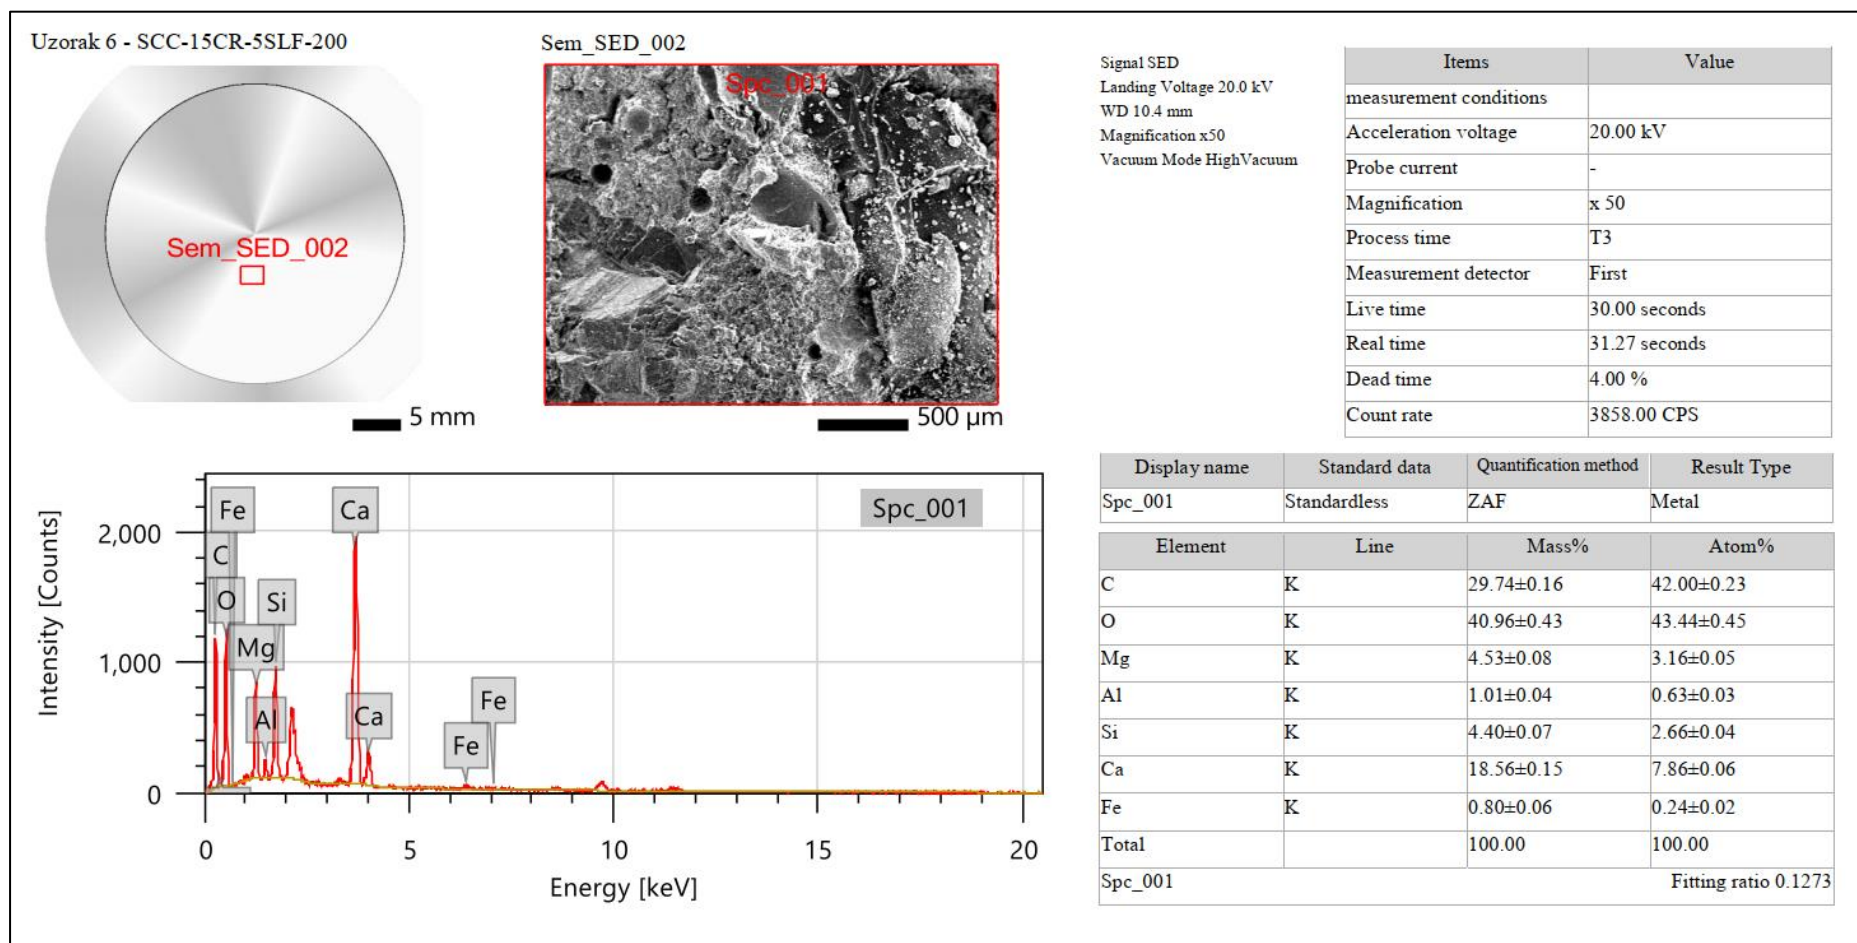 Uzorak 6 - SCC-15CR-5SLF-200
Sem_SED_002
5 mm
Sem_SED_002
Spc_001
500 µm
Signal SED
Landing Voltage 20.0 kV
WD 10.4 mm
Magnification x50
Vacuum Mode HighVacuum
Items Value
measurement conditions
Acceleration voltage 20.00 kV
Probe current -
Magnification x 50
Process time T3
Measurement detector First
Live time 30.00 seconds
Real time 31.27 seconds
Dead time 4.00 %
Count rate 3858.00 CPS
Intensity [Counts]
2,000
1,000
0
Fe
C
O
Si
Mg
Al
Ca
Ca
Fe
Fe
Spc_001
0 5 10 15 20
Energy [keV]
Display name Standard data Quantification method Result Type
Spc_001 Standardless ZAF Metal
Element Line Mass% Atom%
C K 29.74±0.16 42.00±0.23
O K 40.96±0.43 43.44±0.45
Mg K 4.53±0.08 3.16±0.05
Al K 1.01±0.04 0.63±0.03
Si K 4.40±0.07 2.66±0.04
Ca K 18.56±0.15 7.86±0.06
Fe K 0.80±0.06 0.24±0.02
Total 100.00 100.00
Spc_001 Fitting ratio 0.1273